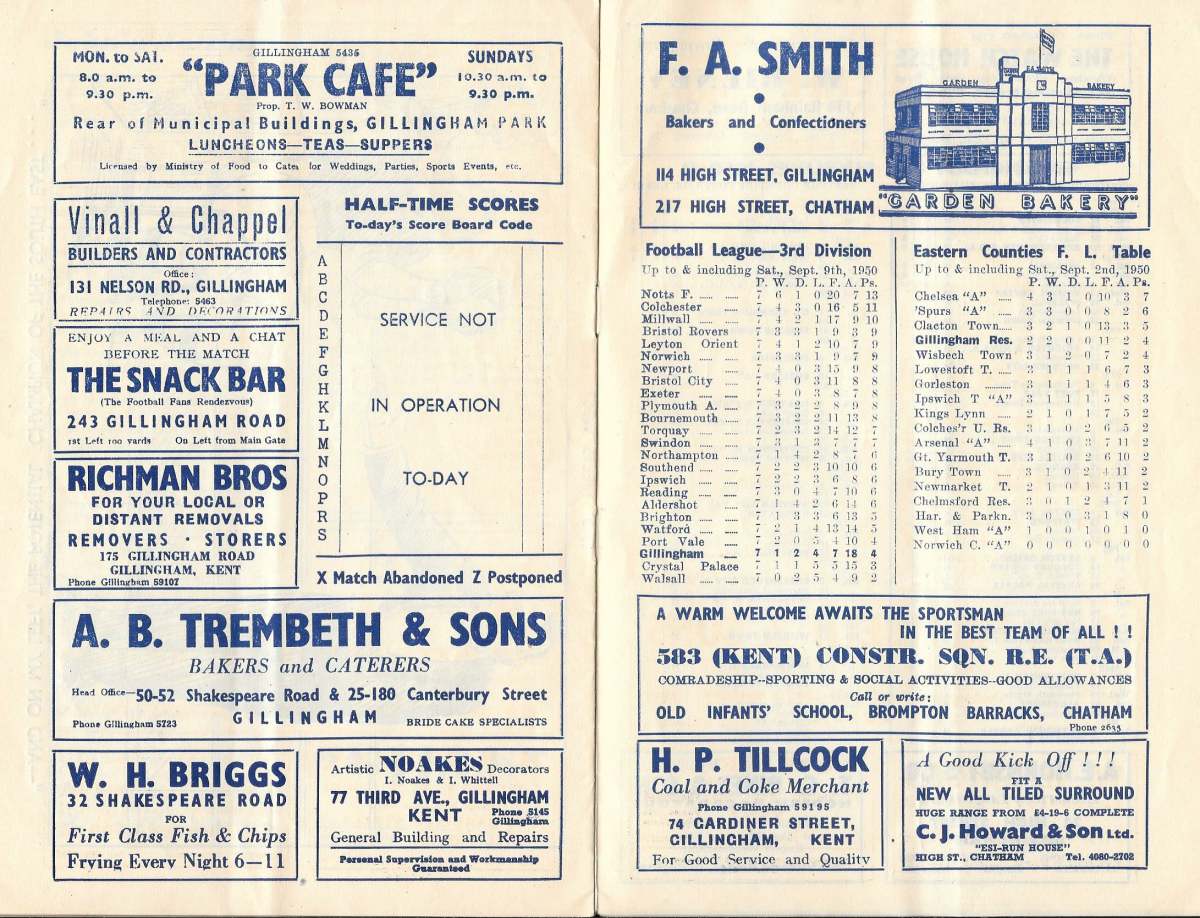 MON. to SAT.
8.0 a.m. to
9.30 p.m.
GILLINGHAM 5435
"PARK CAFE"
Prop. T. W. BOWMAN
SUNDAYS
10.30 a.m. to
9.30 p.m.
Rear of Municipal Buildings, GILLINGHAM PARK
LUNCHEONS—TEAS—SUPPERS
Licensed by Ministry of Food to Cater for Weddings, Parties, Sports Events, etc.
Vinall & Chappel
BUILDERS AND CONTRACTORS
Office:
131 NELSON RD., GILLINGHAM
Telephone: 5463
REPAIRS AND DECORATIONS
ENJOY A MEAL AND A CHAT
BEFORE THE MATCH
THE SNACK BAR
(The Football Fans Rendezvous)
243 GILLINGHAM ROAD
1st Left 100 yards On Left from Main Gate
RICHMAN BROS
FOR YOUR LOCAL OR
DISTANT REMOVALS
REMOVERS · STORERS
175 GILLINGHAM ROAD
GILLINGHAM, KENT
Phone Gillingham 59107
HALF-TIME SCORES
To-day's Score Board Code
A
B
C
D
E
F
G
H
K
L
M
N
O
P
R
S
SERVICE NOT
IN OPERATION
TO-DAY
X Match Abandoned Z Postponed
A. B. TREMBETH & SONS
BAKERS and CATERERS
Head Office—50-52 Shakespeare Road & 25-180 Canterbury Street
Phone Gillingham 5723 GILLINGHAM BRIDE CAKE SPECIALISTS
W. H. BRIGGS
32 SHAKESPEARE ROAD
FOR
First Class Fish & Chips
Frying Every Night 6—11
Artistic NOAKES Decorators
I. Noakes & I. Whittell
77 THIRD AVE., GILLINGHAM
KENT Phone 5145
Gillingham
General Building and Repairs
Personal Supervision and Workmanship
Guaranteed
F. A. SMITH
Bakers and Confectioners
114 HIGH STREET, GILLINGHAM
217 HIGH STREET, CHATHAM
GARDEN BAKERY
"GARDEN BAKERY"
Football League—3rd Division
Up to & including Sat., Sept. 9th, 1950
P. W. D. L. F. A. Ps.
Notts F. 7 6 1 0 20 7 13
Colchester 7 4 3 0 16 5 11
Millwall 7 4 2 1 17 9 10
Bristol Rovers 7 3 3 1 9 3 9
Leyton Orient 7 4 1 2 10 7 9
Norwich 7 3 3 1 9 7 9
Newport 7 4 0 3 15 9 8
Bristol City 7 4 0 3 11 8 8
Exeter 7 4 0 3 8 7 8
Plymouth A. 7 3 2 2 8 9 8
Bournemouth 7 3 2 2 11 13 8
Torquay 7 2 3 2 14 12 7
Swindon 7 3 1 3 7 7 7
Northampton 7 1 4 2 8 7 6
Southend 7 2 2 3 10 10 6
Ipswich 7 2 2 3 6 8 6
Reading 7 3 0 4 7 10 6
Aldershot 7 1 4 2 6 14 6
Brighton 7 1 3 3 6 13 5
Watford 7 2 1 4 13 14 5
Port Vale 7 2 0 5 4 10 4
Gillingham 7 1 2 4 7 18 4
Crystal Palace 7 1 1 5 5 15 3
Walsall 7 0 2 5 4 9 2
Eastern Counties F. L. Table
Up to & including Sat., Sept. 2nd, 1950
P. W. D. L. F. A. Ps.
Chelsea "A" 4 3 1 0 10 3 7
'Spurs "A" 3 3 0 0 8 2 6
Clacton Town 3 2 1 0 13 3 5
Gillingham Res. 2 2 0 0 11 2 4
Wisbech Town 3 1 2 0 7 2 4
Lowestoft T. 3 1 1 1 6 7 3
Gorleston 3 1 1 1 4 6 3
Ipswich T "A" 3 1 1 1 5 8 3
Kings Lynn 2 1 0 1 7 5 2
Colches'r U. Rs. 3 1 0 2 6 5 2
Arsenal "A" 4 1 0 3 7 11 2
Gt. Yarmouth T. 3 1 0 2 6 10 2
Bury Town 3 1 0 2 4 11 2
Newmarket T. 2 1 0 1 3 11 2
Chelmsford Res. 3 0 1 2 4 7 1
Har. & Parkn. 3 0 0 3 1 8 0
West Ham "A" 1 0 0 1 0 1 0
Norwich C. "A" 0 0 0 0 0 0 0
A WARM WELCOME AWAITS THE SPORTSMAN
IN THE BEST TEAM OF ALL ! !
583 (KENT) CONSTR. SQN. R.E. (T.A.)
COMRADESHIP--SPORTING & SOCIAL ACTIVITIES--GOOD ALLOWANCES
Call or write:
OLD INFANTS' SCHOOL, BROMPTON BARRACKS, CHATHAM
Phone 2635
H. P. TILLCOCK
Coal and Coke Merchant
Phone Gillingham 59195
74 GARDINER STREET,
GILLINGHAM, KENT
For Good Service and Quality
A Good Kick Off ! ! !
FIT A
NEW ALL TILED SURROUND
HUGE RANGE FROM £4-19-6 COMPLETE
C. J. Howard & Son Ltd.
"ESI-RUN HOUSE"
HIGH ST., CHATHAM Tel. 4080-2702